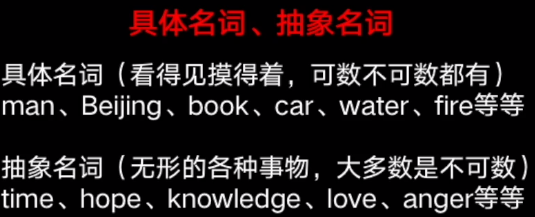 具体名词、抽象名词
具体名词（看得见摸得着，可数不可数都有）
man、Beijing、book、car、water、fire等等
抽象名词（无形的各种事物，大多数是不可数）
time、hope、knowledge、love、anger等等